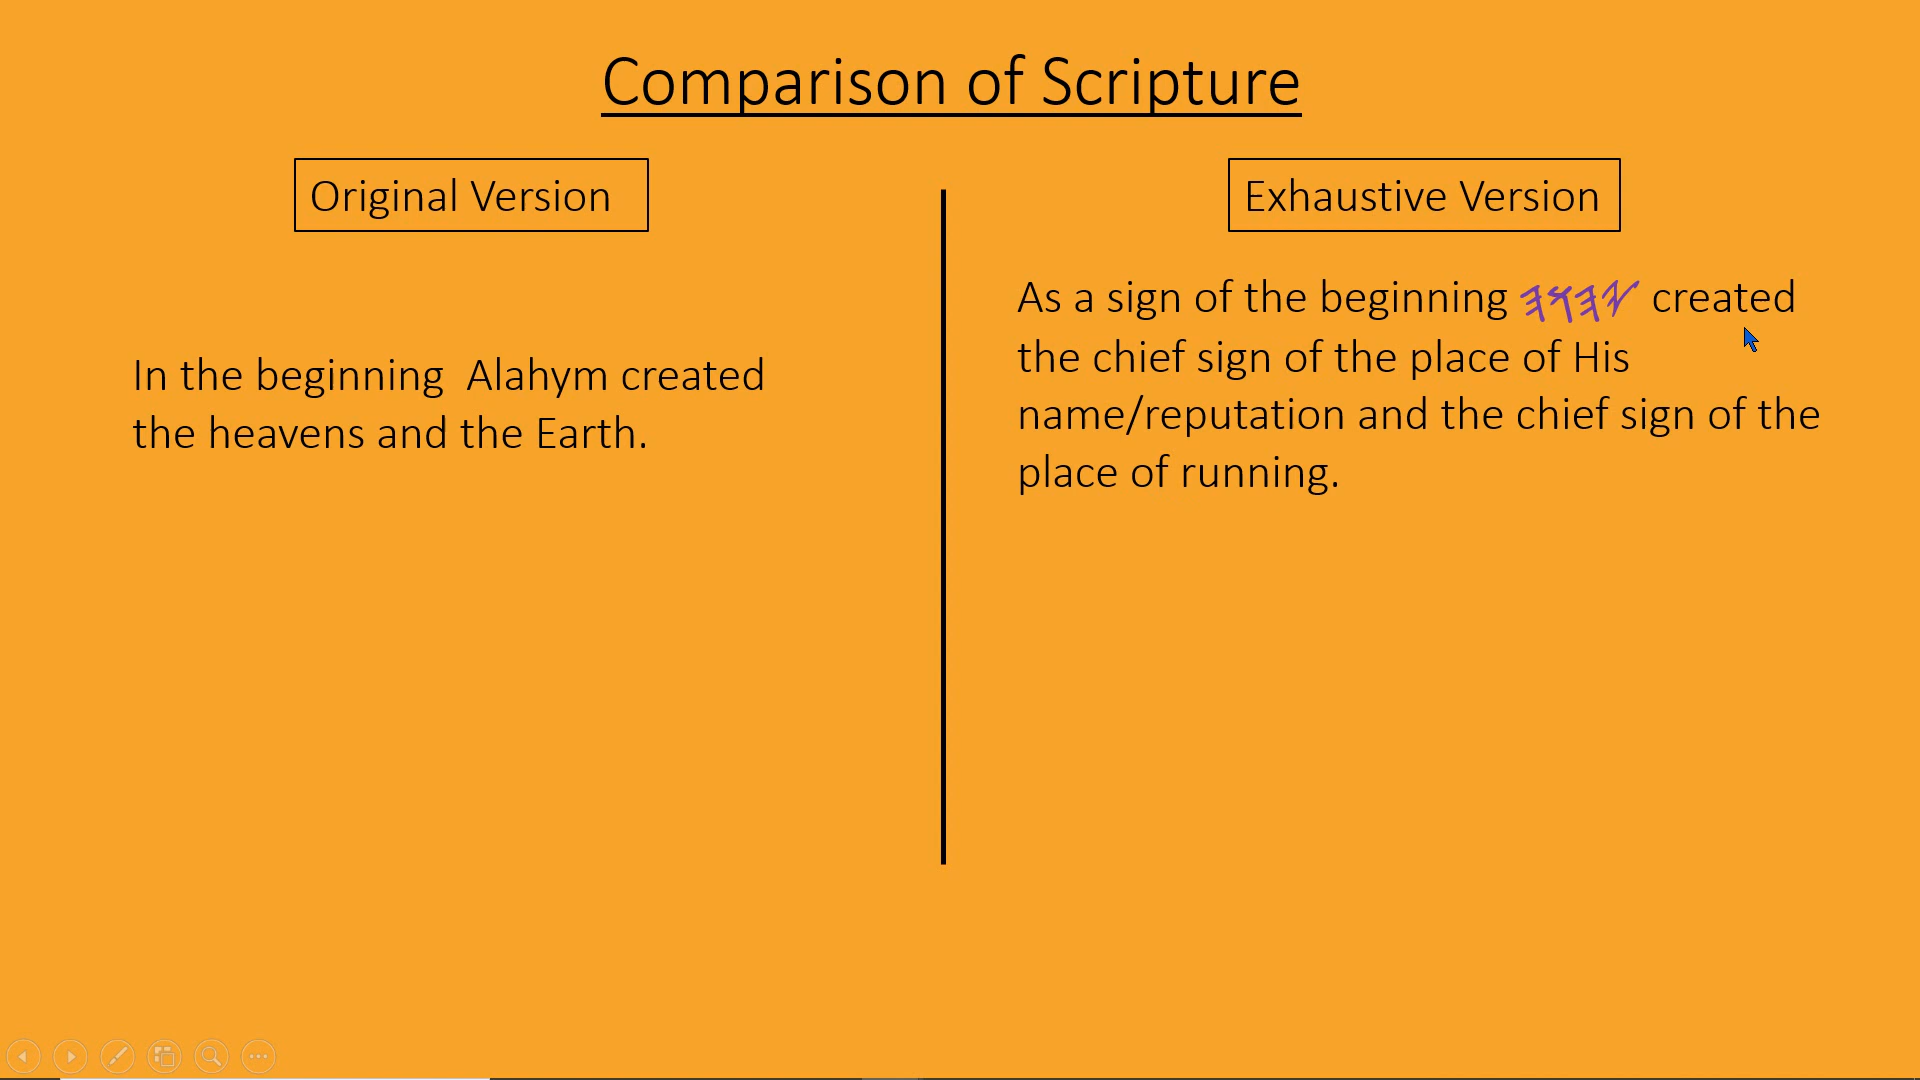 Comparison of Scripture
Original Version
In the beginning  Alahym created
the heavens and the Earth.
Exhaustive Version
As a sign of the beginning 𐤉𐤄𐤅𐤄 created
the chief sign of the place of His
name/reputation and the chief sign of the
place of running.